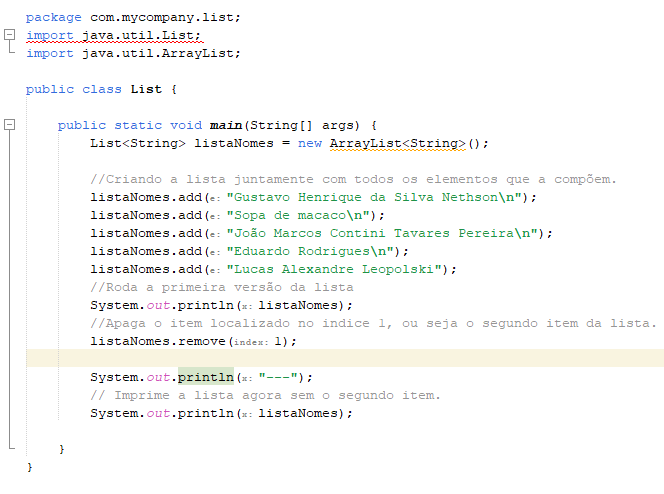 package com.mycompany.list;
import java.util.List;
import java.util.ArrayList;
public class List {
public static void main(String[] args) {
List<String> listaNomes = new ArrayList<String>();
//Criando a lista juntamente com todos os elementos que a compõem.
listaNomes.add(e: "Gustavo Henrique da Silva Nethson\n");
listaNomes.add(e: "Sopa de macaco\n");
listaNomes.add(e: "João Marcos Contini Tavares Pereira\n");
listaNomes.add(e: "Eduardo Rodrigues\n");
listaNomes.add(e: "Lucas Alexandre Leopolski");
//Roda a primeira versão da lista
System.out.println(x: listaNomes);
//Apaga o item localizado no indice 1, ou seja o segundo item da lista.
listaNomes.remove(index: 1);
System.out.println(x: "---");
// Imprime a lista agora sem o segundo item.
System.out.println(x: listaNomes);
}
}